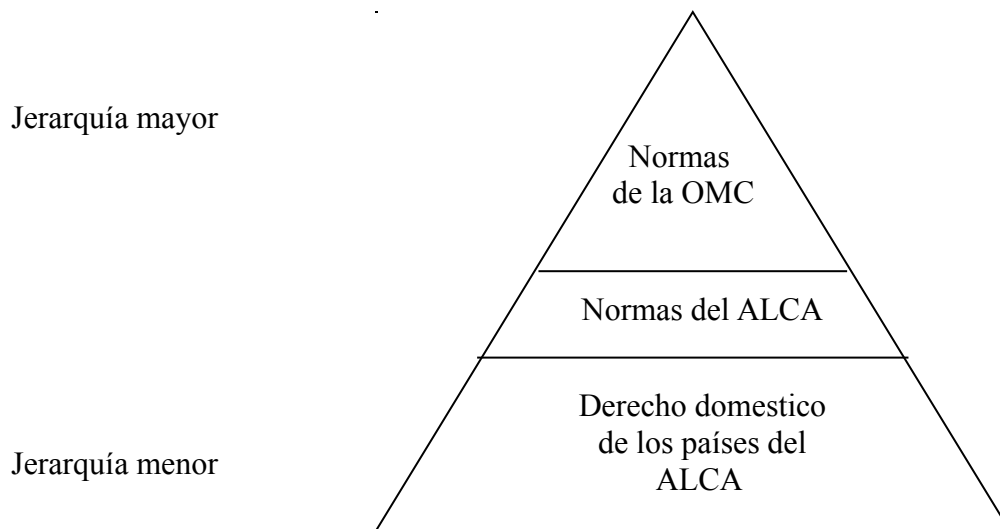 Jerarquía mayor
Normas
de la OMC
Normas del ALCA
Derecho domestico
de los países del
ALCA
Jerarquía menor